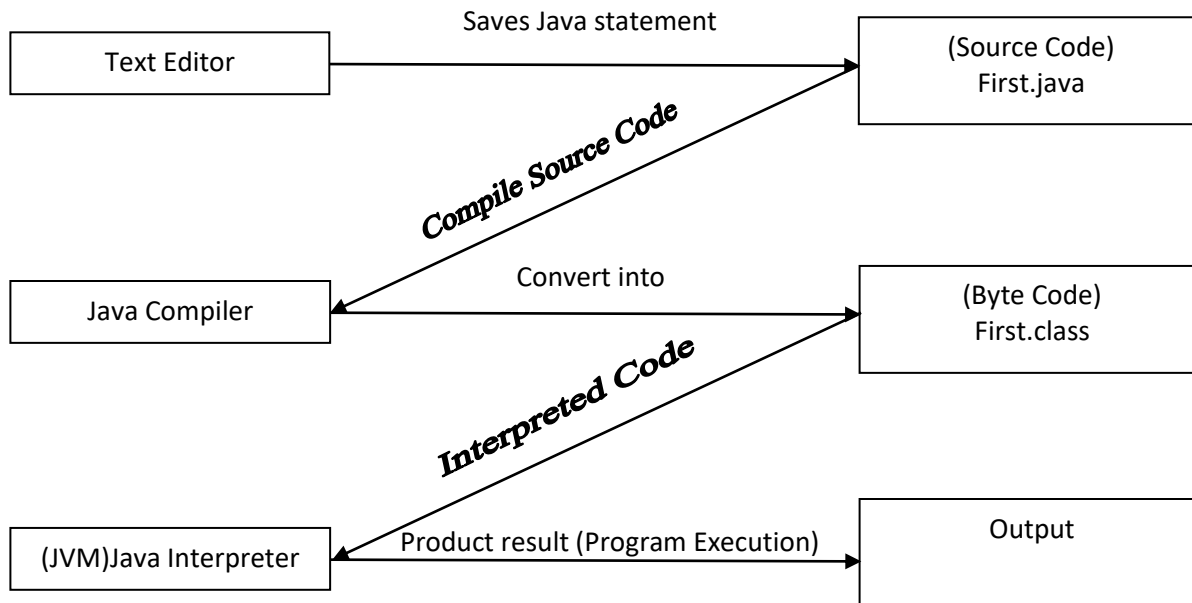 Saves Java statement
Text Editor
(Source Code)
First.java
Compile Source Code
Convert into
Java Compiler
(Byte Code)
First.class
Interpreted Code
(JVM)Java Interpreter
Product result (Program Execution)
Output